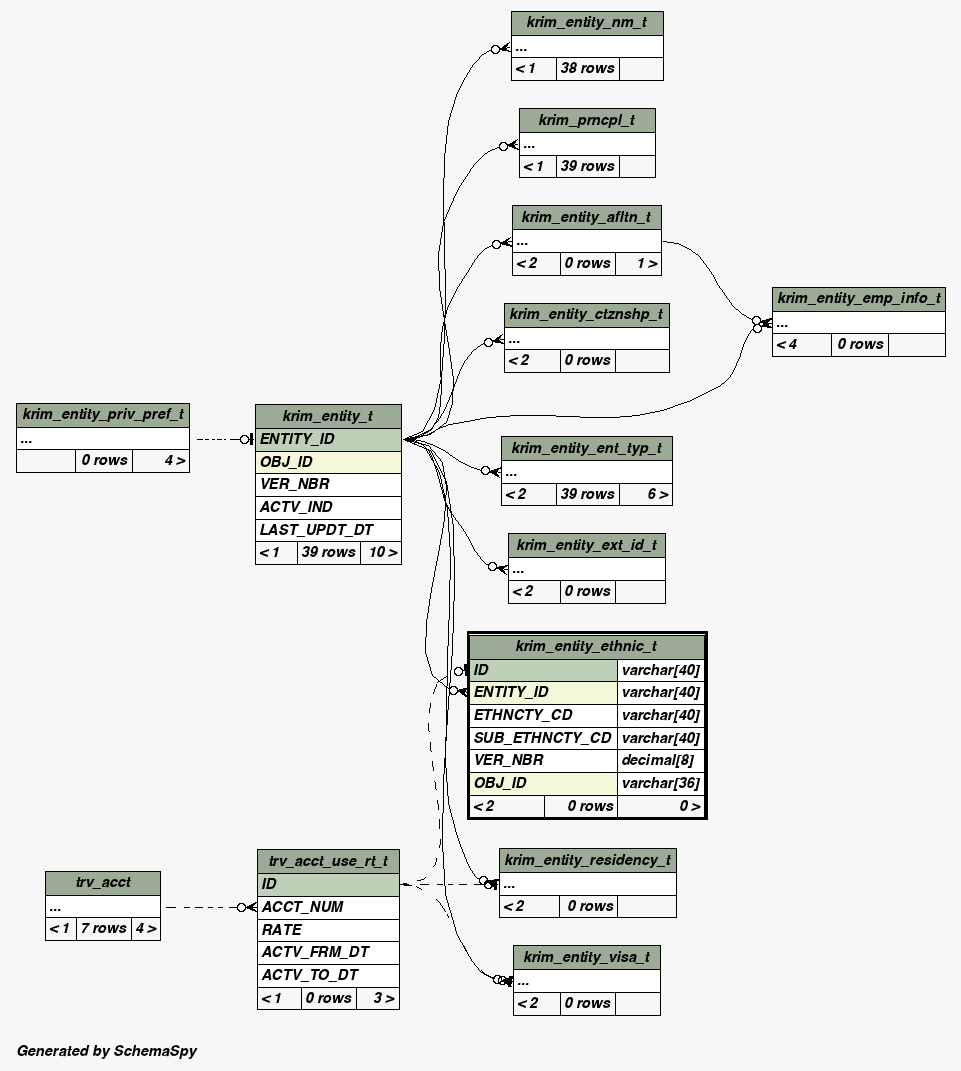 krim_entity_nm_t
...
< 1 38 rows
krim_prncpl_t
...
< 1 39 rows
krim_entity_afltn_t
...
< 2 0 rows 1 >
krim_entity_emp_info_t
...
< 4 0 rows
krim_entity_ctznshp_t
...
< 2 0 rows
krim_entity_priv_pref_t
...
0 rows 4 >
krim_entity_t
ENTITY_ID
OBJ_ID
VER_NBR
ACTV_IND
LAST_UPDT_DT
< 1 39 rows 10 >
krim_entity_ent_typ_t
...
< 2 39 rows 6 >
krim_entity_ext_id_t
...
< 2 0 rows
krim_entity_ethnic_t
ID varchar[40]
ENTITY_ID varchar[40]
ETHNCTY_CD varchar[40]
SUB_ETHNCTY_CD varchar[40]
VER_NBR decimal[8]
OBJ_ID varchar[36]
< 2 0 rows 0 >
trv_acct
...
< 1 7 rows 4 >
trv_acct_use_rt_t
ID
ACCT_NUM
RATE
ACTV_FRM_DT
ACTV_TO_DT
< 1 0 rows 3 >
krim_entity_residency_t
...
< 2 0 rows
krim_entity_visa_t
...
< 2 0 rows
Generated by SchemaSpy